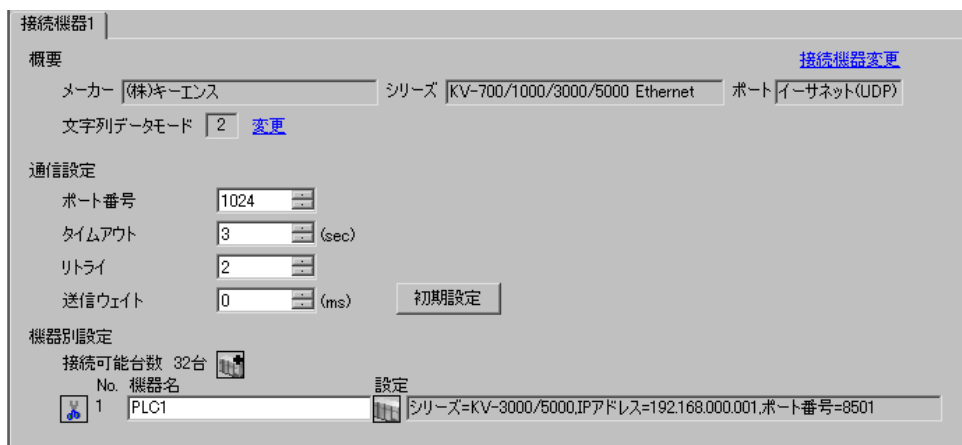 接続機器1
概要 接続機器変更
メーカー (株)キーエンス シリーズ KV-700/1000/3000/5000 Ethernet ポート イーサネット(UDP)
文字列データモード 2 変更
通信設定
ポート番号 1024
タイムアウト 3 (sec)
リトライ 2
送信ウェイト 0 (ms) 初期設定
機器別設定
接続可能台数 32台
No. 機器名 設定
1 PLC1 シリーズ=KV-3000/5000,IPアドレス=192.168.000.001,ポート番号=8501